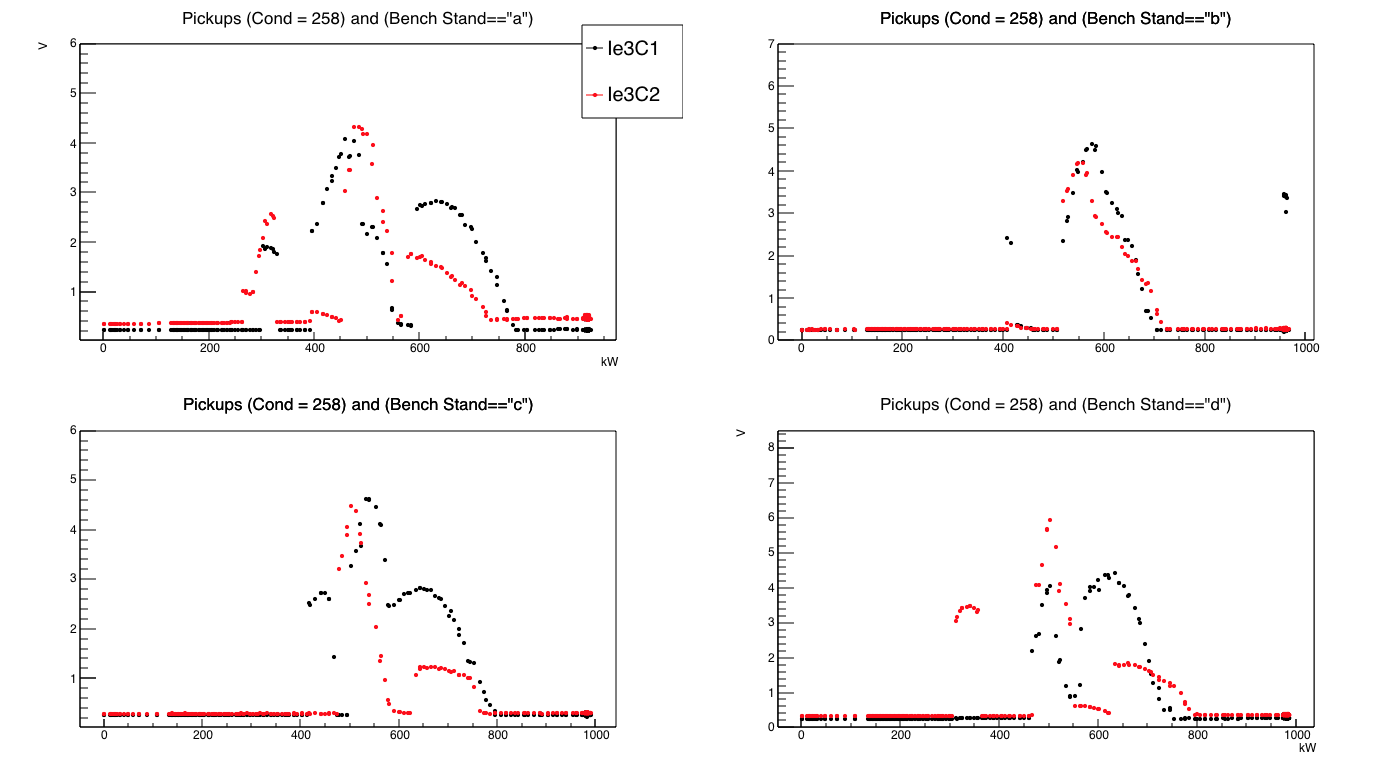 Pickups (Cond = 258) and (Bench Stand=="a")
V
6
5
4
3
2
1
0 200 400 600 800
kW
Ie3C1
Ie3C2
Pickups (Cond = 258) and (Bench Stand=="b")
7
6
5
4
3
2
1
0
0 200 400 600 800 1000
Pickups (Cond = 258) and (Bench Stand=="c")
6
5
4
3
2
1
0 200 400 600 800 1000
Pickups (Cond = 258) and (Bench Stand=="d")
V
8
7
6
5
4
3
2
1
0
0 200 400 600 800 1000
kW